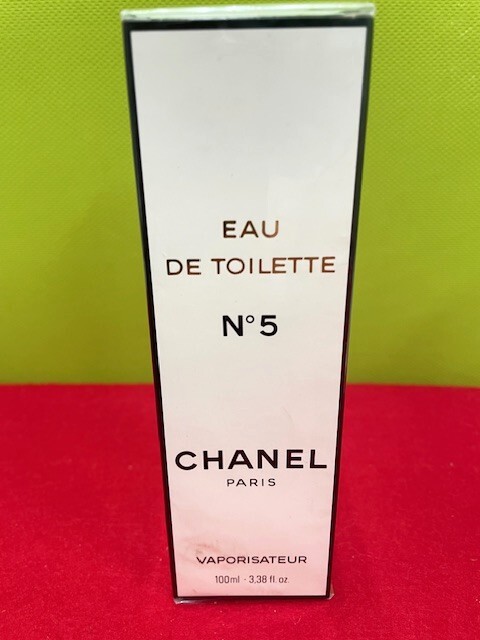 EAU
DE TOILETTE
N°5
CHANEL
PARIS
VAPORISATEUR
100ml - 3,38 fl. oz.